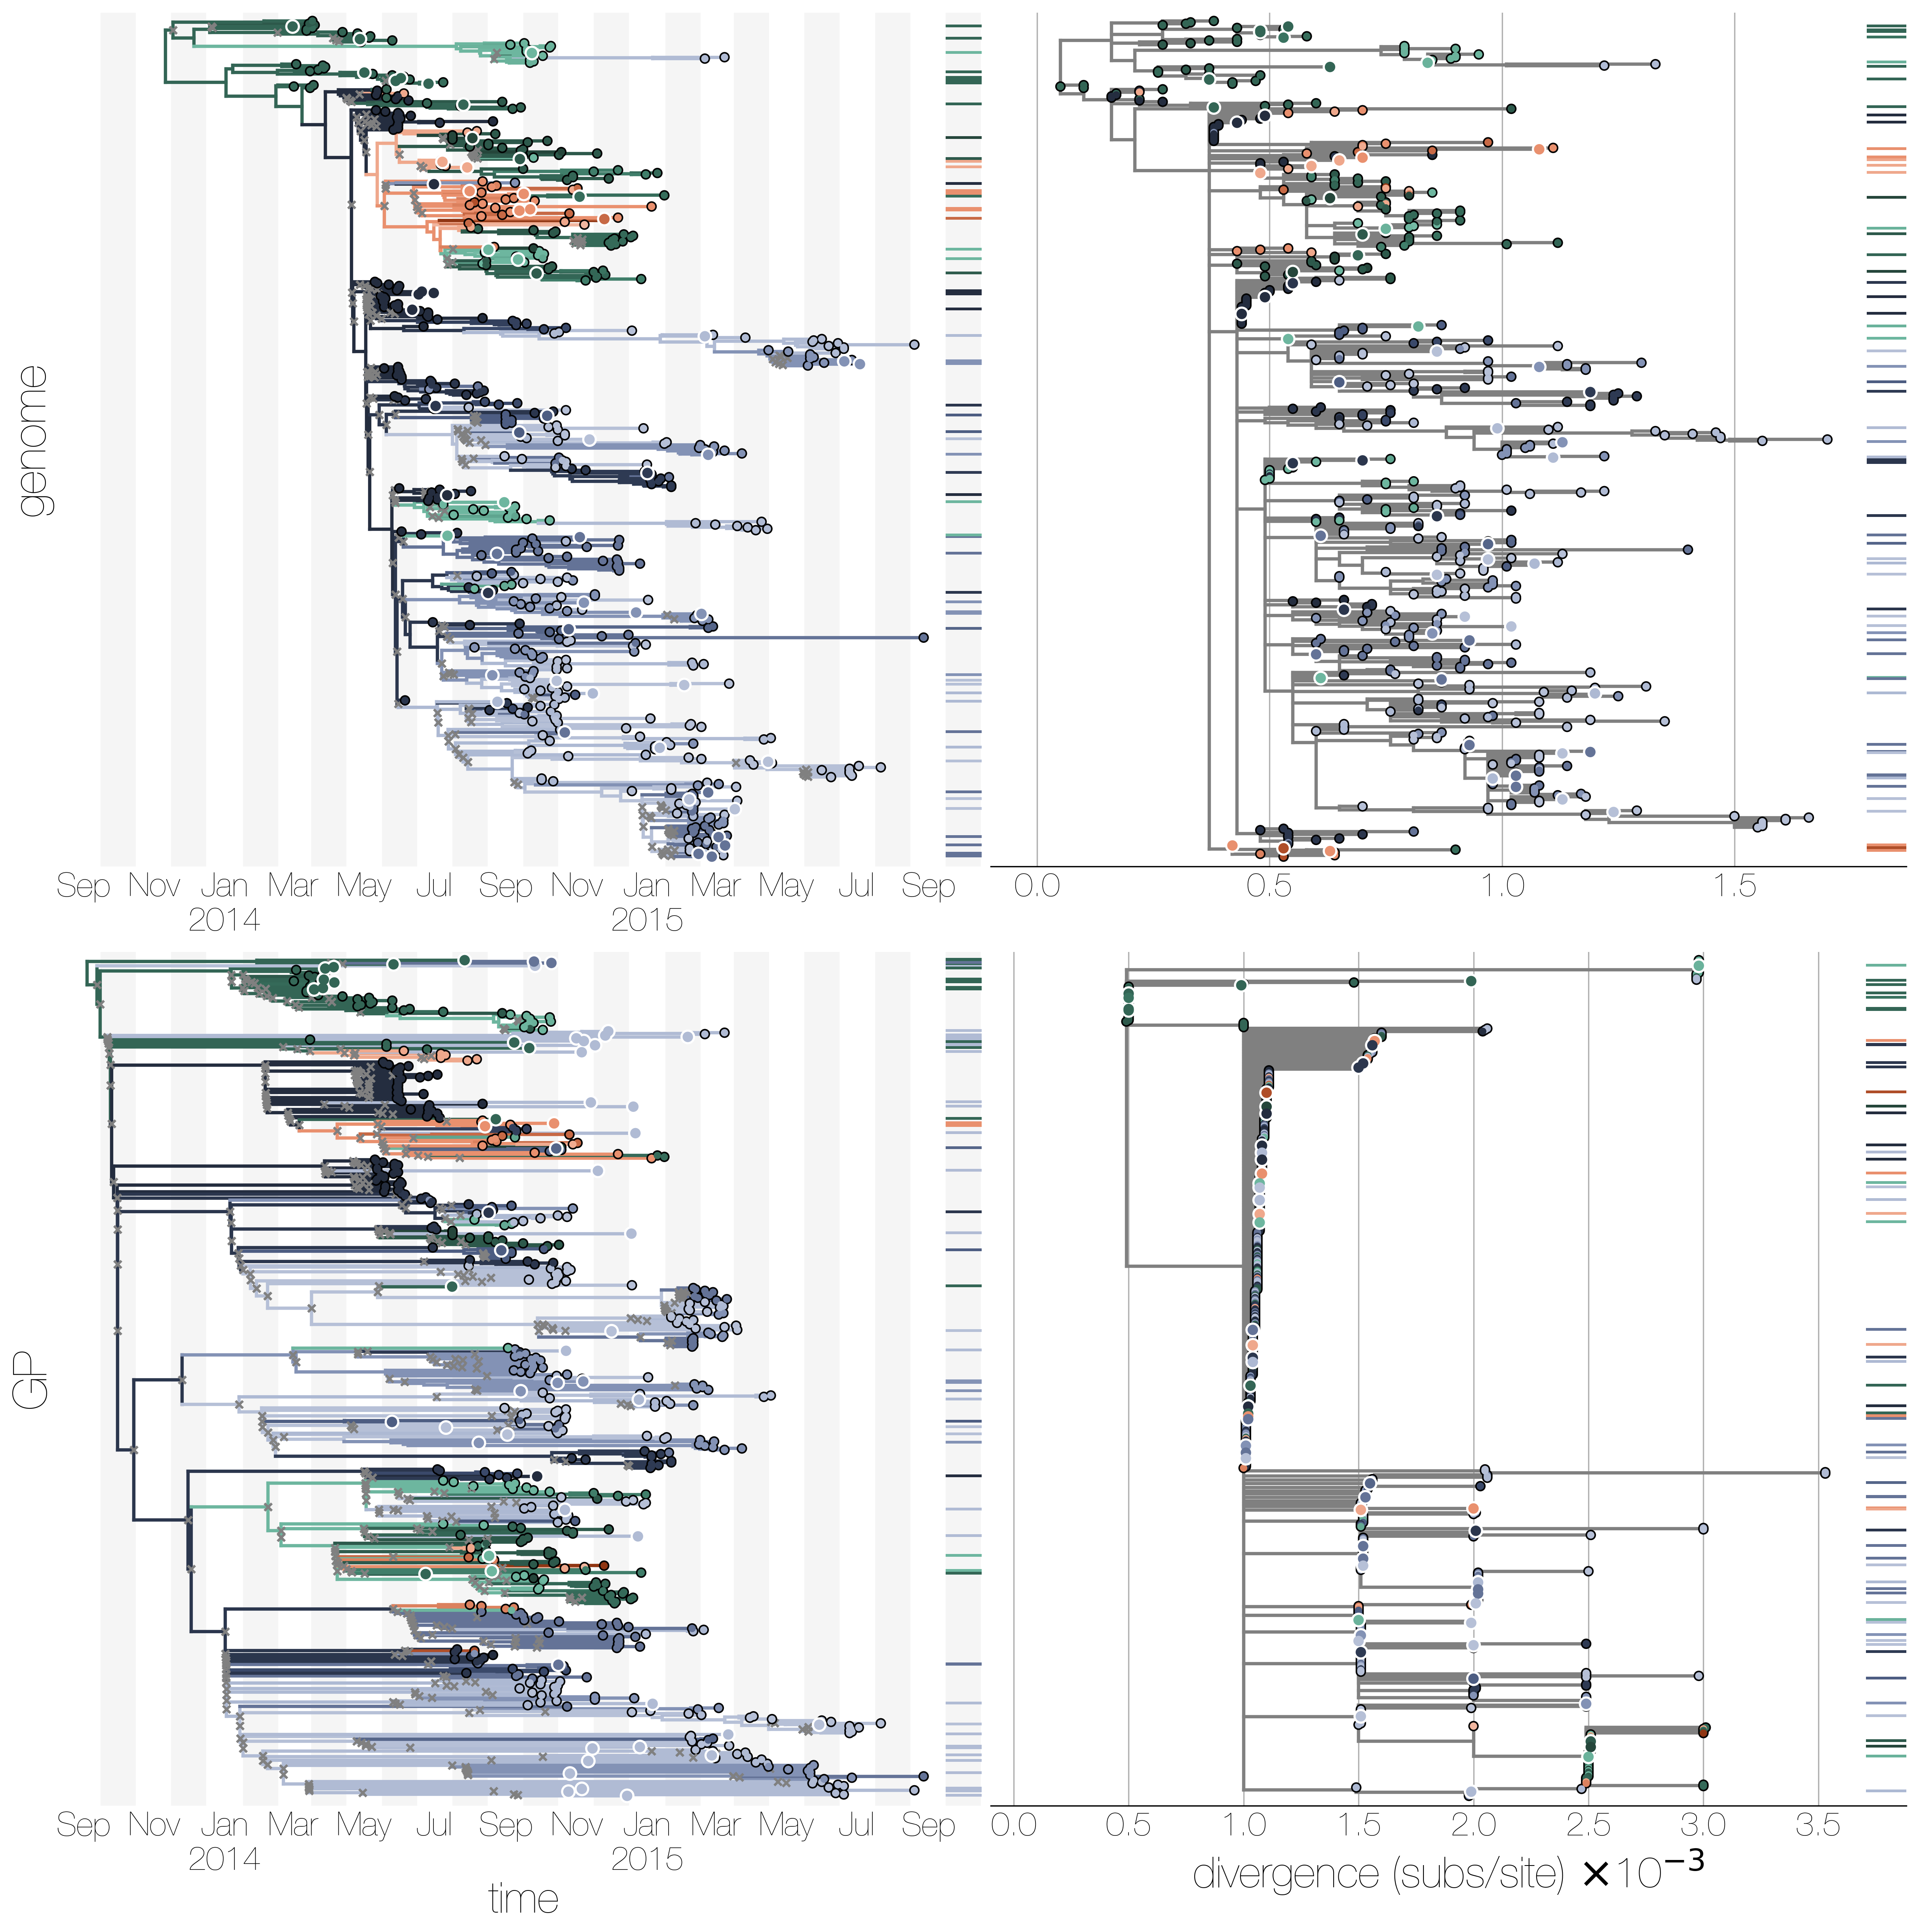 genome
Sep Nov Jan Mar May Jul Sep Nov Jan Mar May Jul Sep
2014 2015
0.0 0.5 1.0 1.5
GP
Sep Nov Jan Mar May Jul Sep Nov Jan Mar May Jul Sep
2014 2015
time
0.0 0.5 1.0 1.5 2.0 2.5 3.0 3.5
divergence (subs/site) ×10⁻³